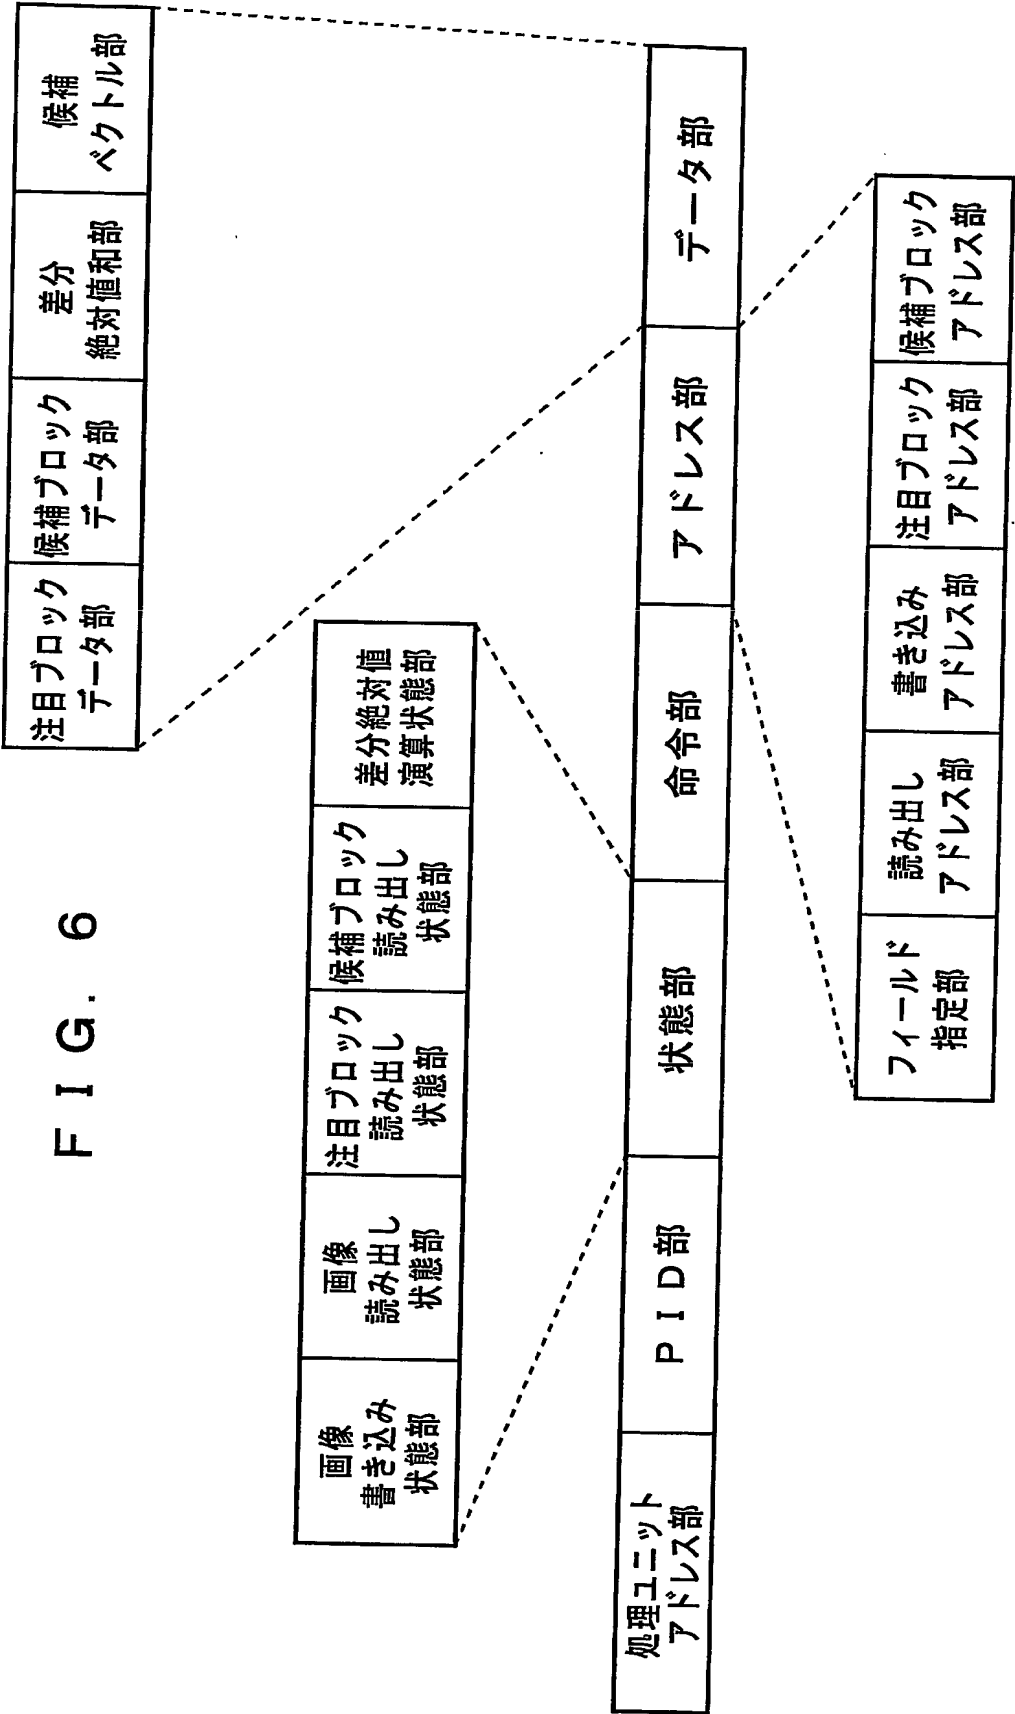 FIG. 6
注目ブロック
データ部
候補ブロック
データ部
差分
絶対値和部
候補
ベクトル部
画像
書き込み
状態部
画像
読み出し
状態部
注目ブロック
読み出し
状態部
候補ブロック
読み出し
状態部
差分絶対値
演算状態部
処理ユニット
アドレス部
PID部
状態部
命令部
アドレス部
データ部
フィールド
指定部
読み出し
アドレス部
書き込み
アドレス部
注目ブロック
アドレス部
候補ブロック
アドレス部